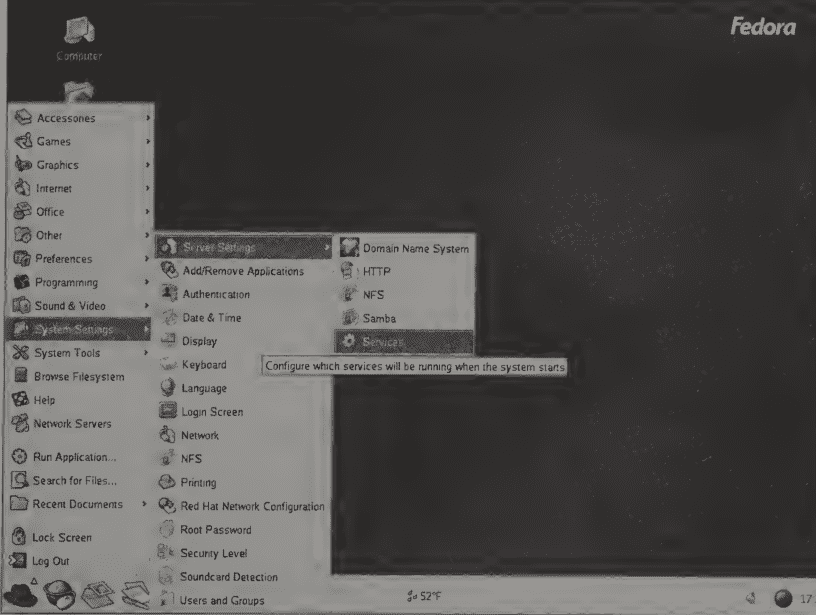 Fedora
Computer
Accessories
Games
Graphics
Internet
Office
Other
Preferences
Programming
Sound & Video
System Settings
System Tools
Browse Filesystem
Help
Network Servers
Run Application...
Search for Files...
Recent Documents
Lock Screen
Log Out
Server Settings
Add/Remove Applications
Authentication
Date & Time
Display
Keyboard
Language
Login Screen
Network
NFS
Printing
Red Hat Network Configuration
Root Password
Security Level
Soundcard Detection
Users and Groups
Domain Name System
HTTP
NFS
Samba
Services
Configure which services will be running when the system starts
52°F
17